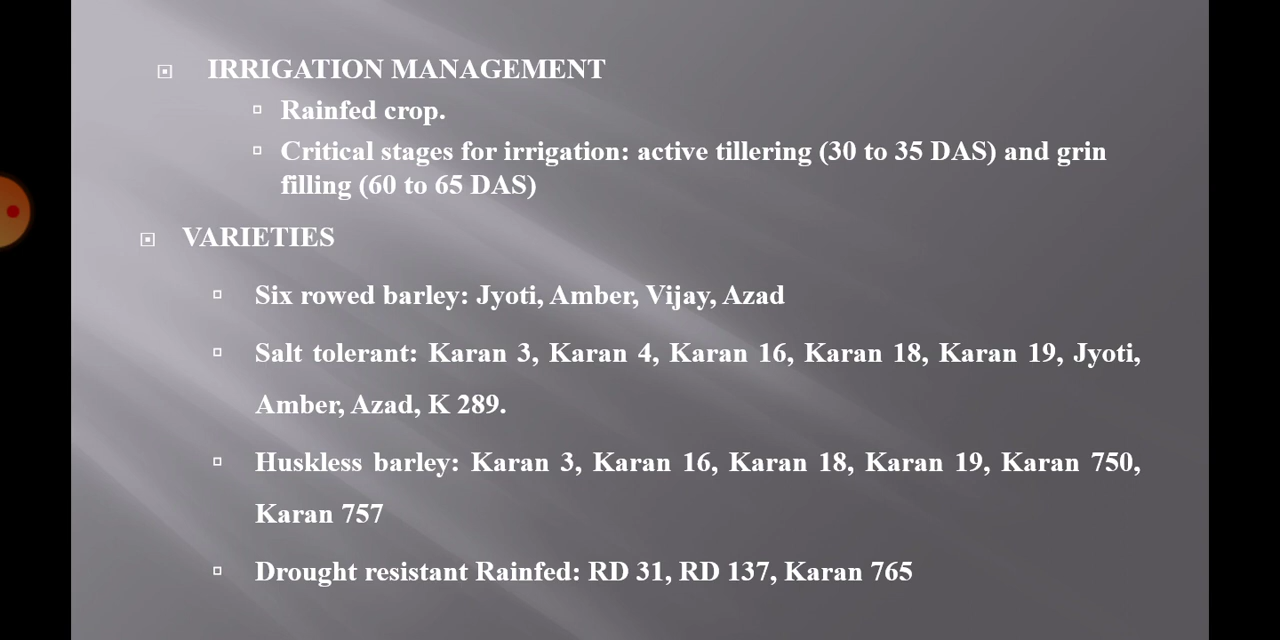 IRRIGATION MANAGEMENT
Rainfed crop.
Critical stages for irrigation: active tillering (30 to 35 DAS) and grin
filling (60 to 65 DAS)
VARIETIES
Six rowed barley: Jyoti, Amber, Vijay, Azad
Salt tolerant: Karan 3, Karan 4, Karan 16, Karan 18, Karan 19, Jyoti,
Amber, Azad, K 289.
Huskless barley: Karan 3, Karan 16, Karan 18, Karan 19, Karan 750,
Karan 757
Drought resistant Rainfed: RD 31, RD 137, Karan 765